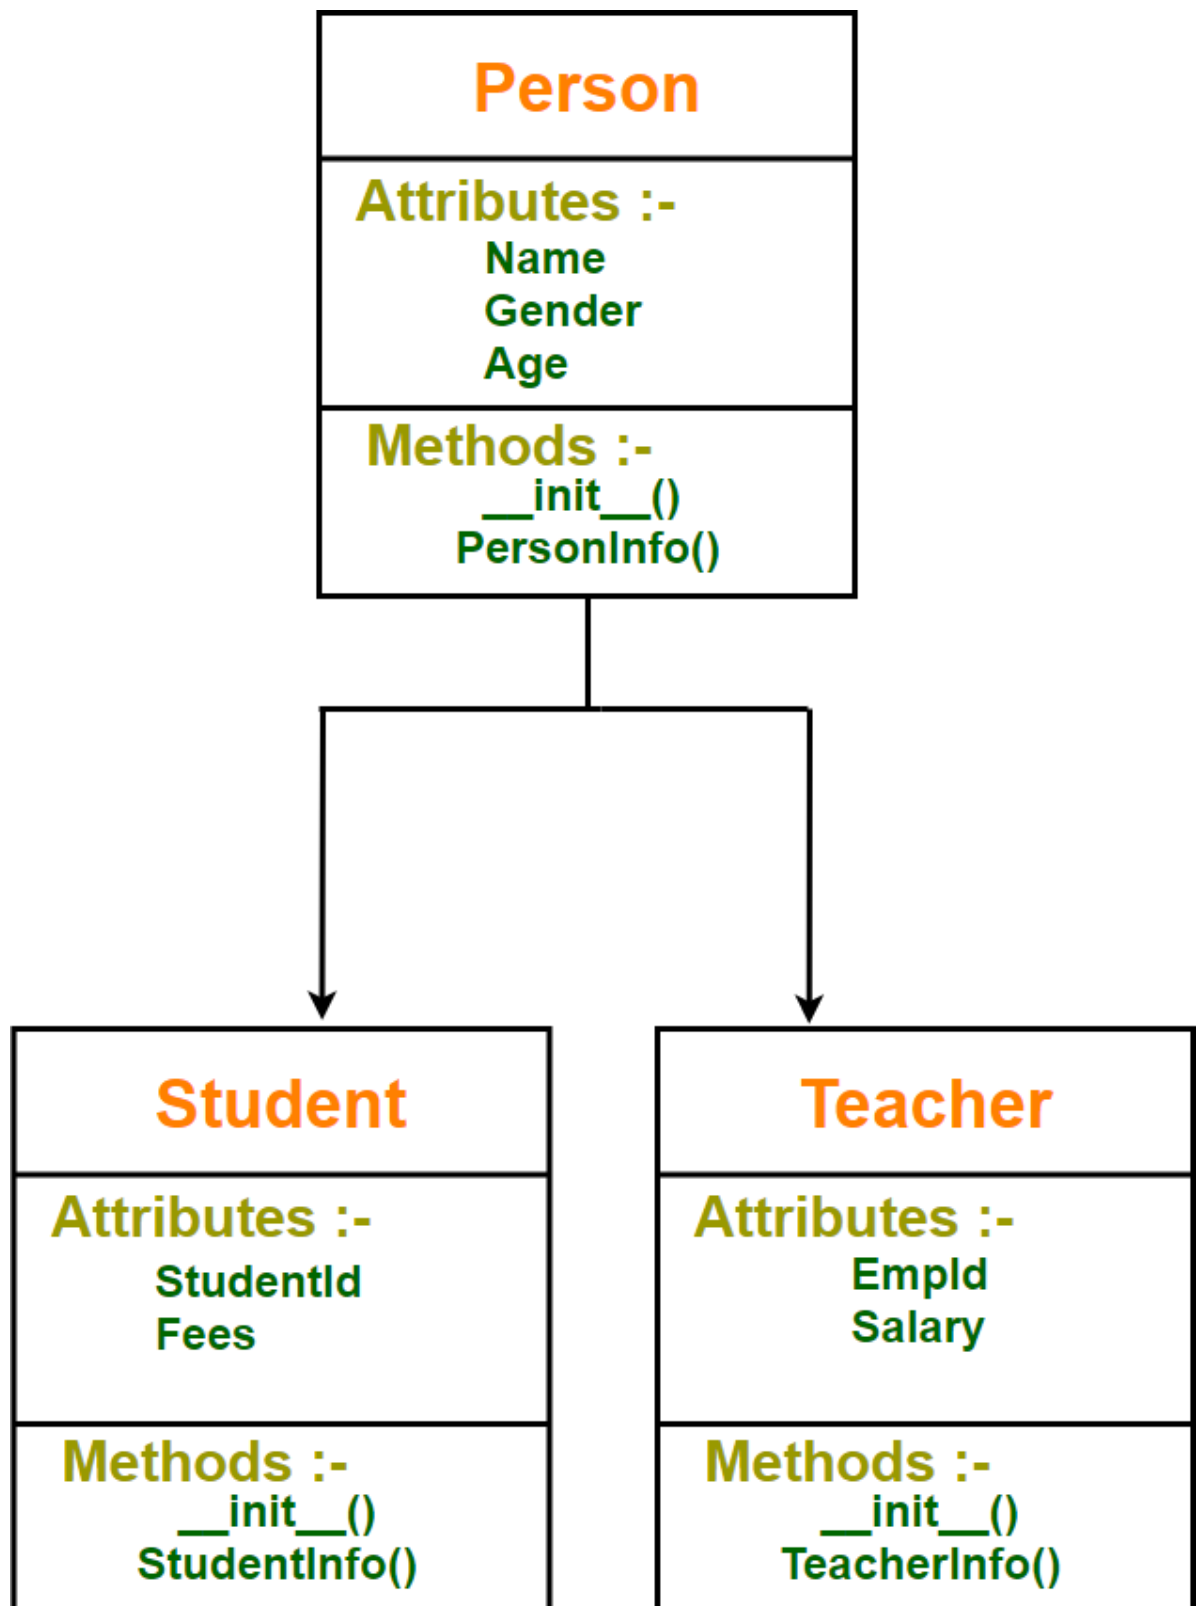 Person
Attributes :-
Name
Gender
Age
Methods :-
__init__()
PersonInfo()
Student
Attributes :-
StudentId
Fees
Methods :-
__init__()
StudentInfo()
Teacher
Attributes :-
EmpId
Salary
Methods :-
__init__()
TeacherInfo()